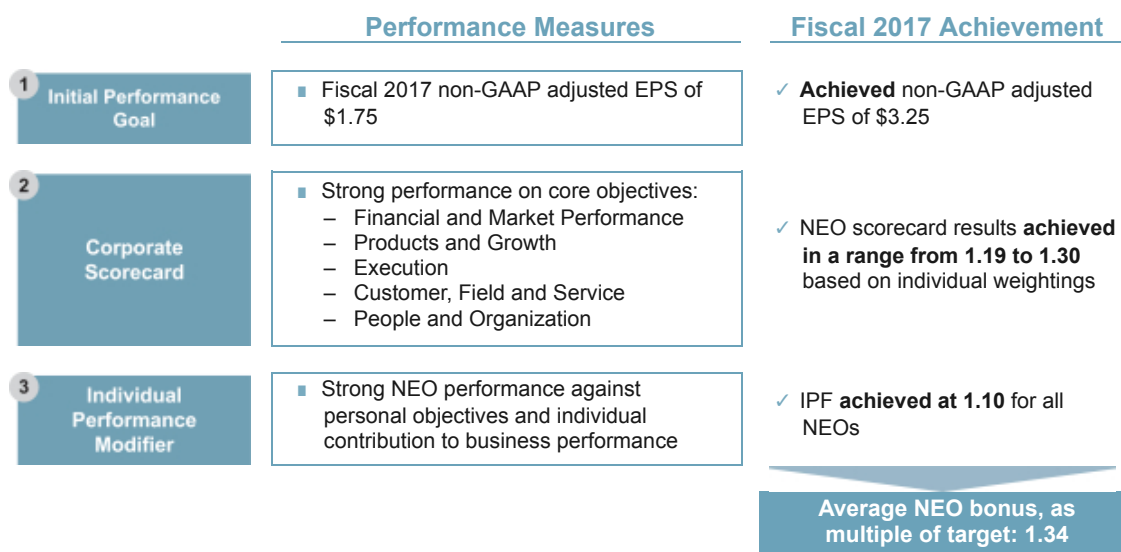 Performance Measures
Fiscal 2017 Achievement
1
Initial Performance
Goal
▪ Fiscal 2017 non-GAAP adjusted EPS of
$1.75
✓ Achieved non-GAAP adjusted
EPS of $3.25
2
Corporate
Scorecard
▪ Strong performance on core objectives:
– Financial and Market Performance
– Products and Growth
– Execution
– Customer, Field and Service
– People and Organization
✓ NEO scorecard results achieved
in a range from 1.19 to 1.30
based on individual weightings
3
Individual
Performance
Modifier
▪ Strong NEO performance against
personal objectives and individual
contribution to business performance
✓ IPF achieved at 1.10 for all
NEOs
Average NEO bonus, as
multiple of target: 1.34